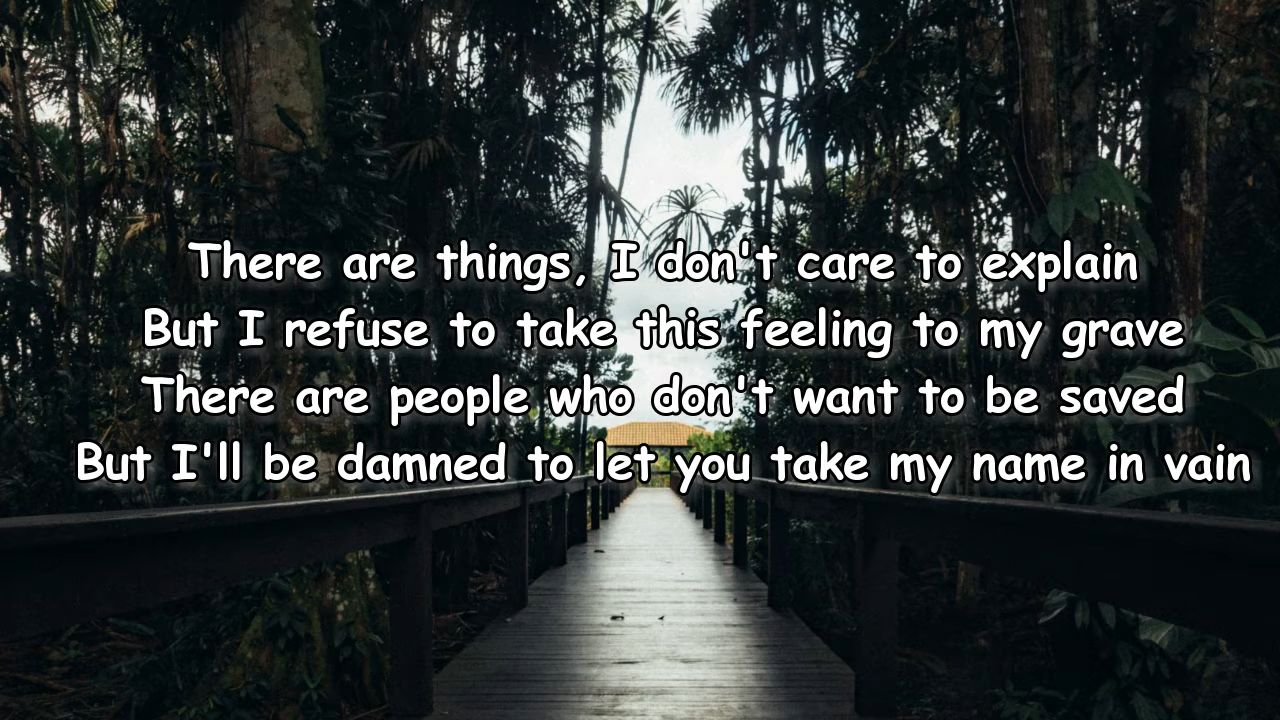 There are things, I don't care to explain
But I refuse to take this feeling to my grave
There are people who don't want to be saved
But I'll be damned to let you take my name in vain